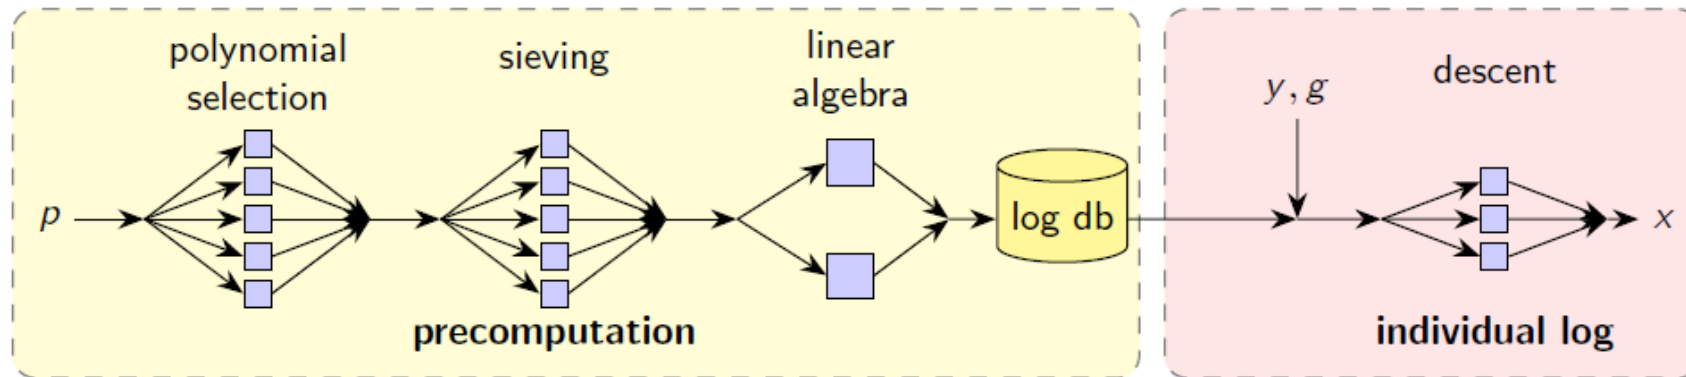 polynomial
selection
sieving
linear
algebra
p
log db
precomputation
y, g
descent
x
individual log